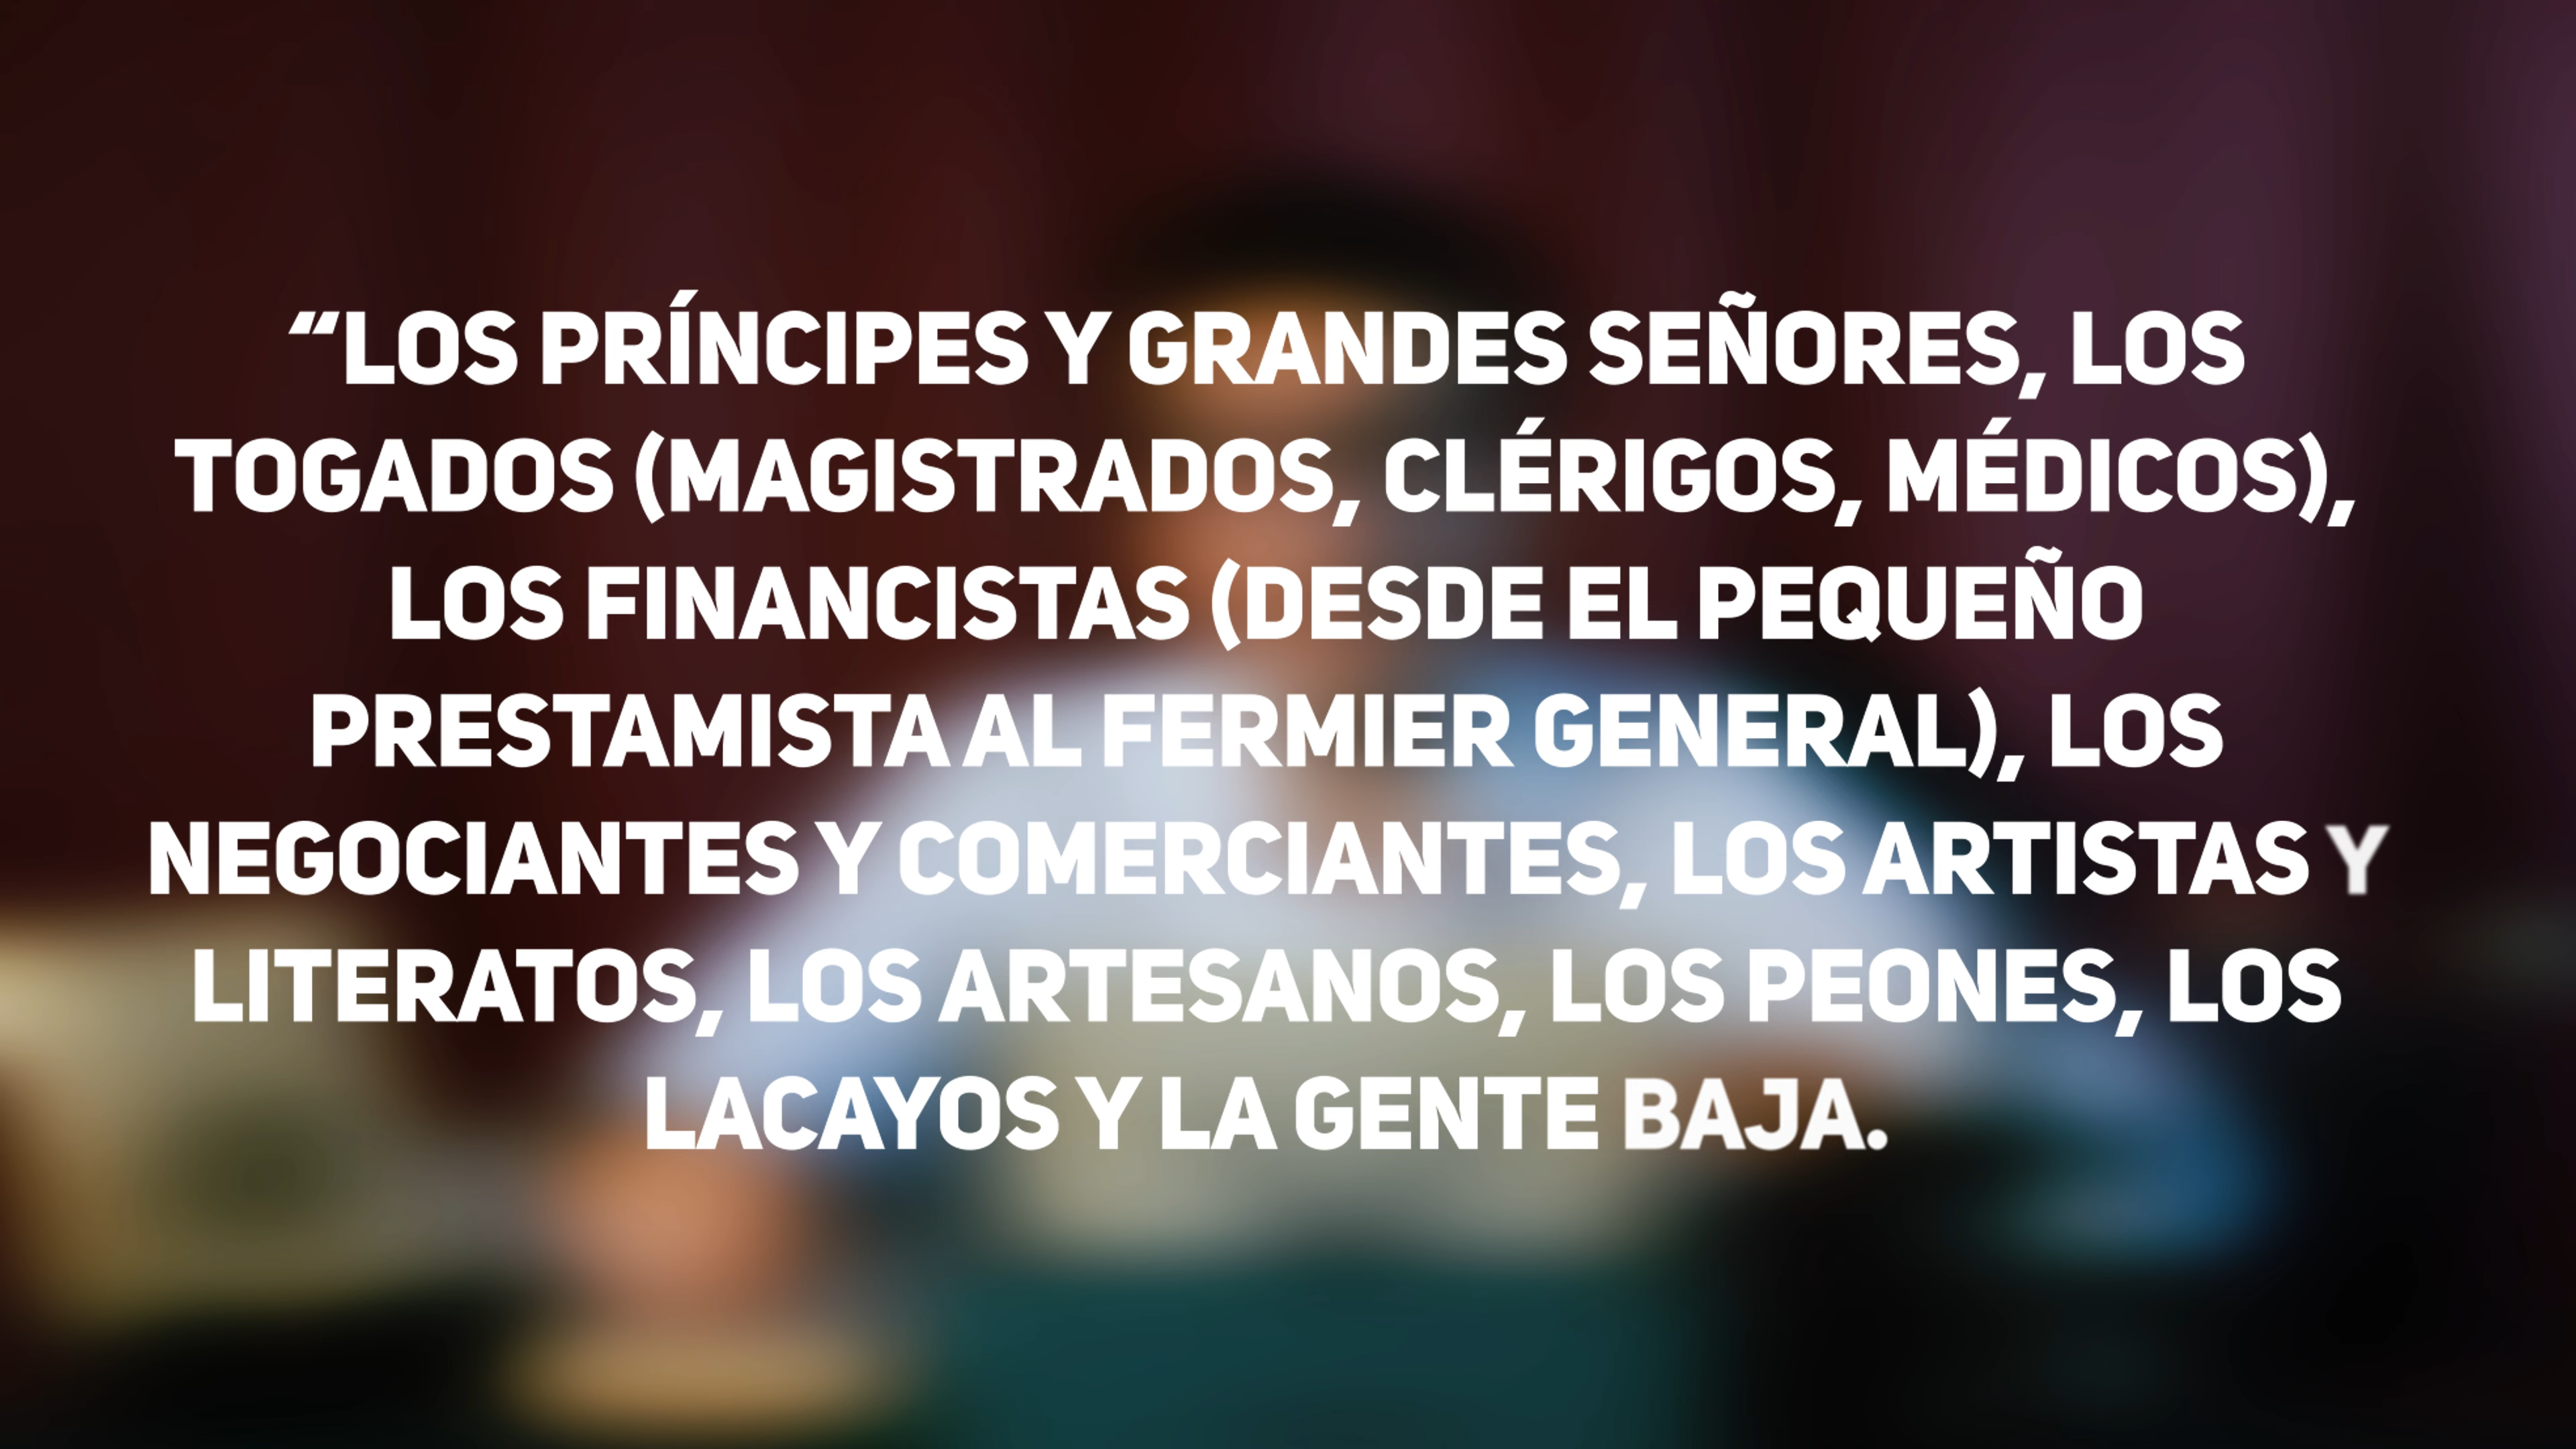 “LOS PRÍNCIPES Y GRANDES SEÑORES, LOS
TOGADOS (MAGISTRADOS, CLÉRIGOS, MÉDICOS),
LOS FINANCISTAS (DESDE EL PEQUEÑO
PRESTAMISTA AL FERMIER GENERAL), LOS
NEGOCIANTES Y COMERCIANTES, LOS ARTISTAS Y
LITERATOS, LOS ARTESANOS, LOS PEONES, LOS
LACAYOS Y LA GENTE BAJA.